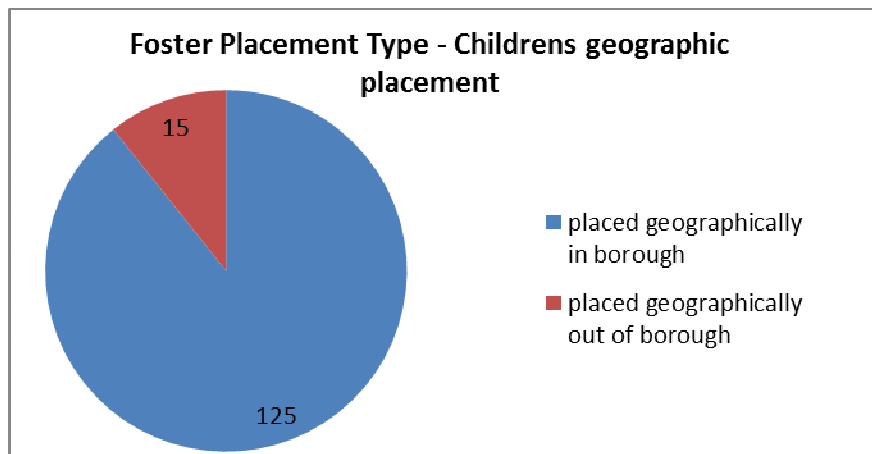 Foster Placement Type - Childrens geographic
placement
15
125
placed geographically
in borough
placed geographically
out of borough